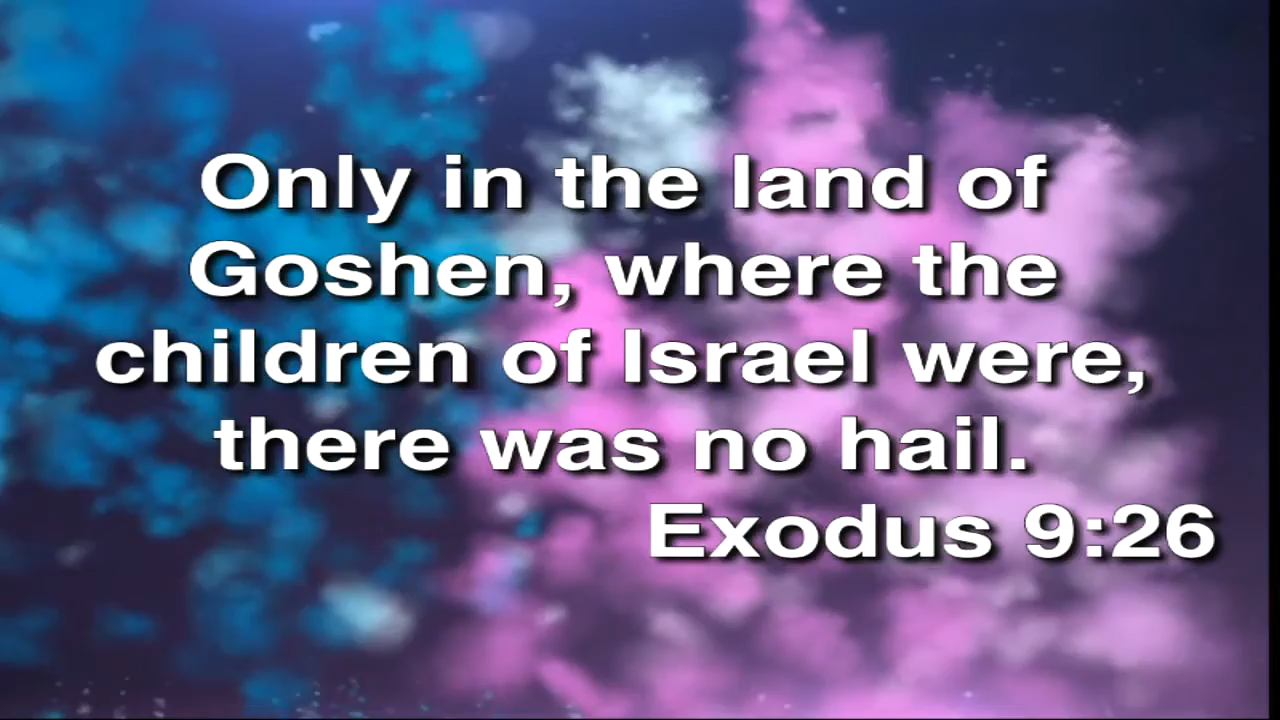 Only in the land of
Goshen, where the
children of Israel were,
there was no hail.
Exodus 9:26